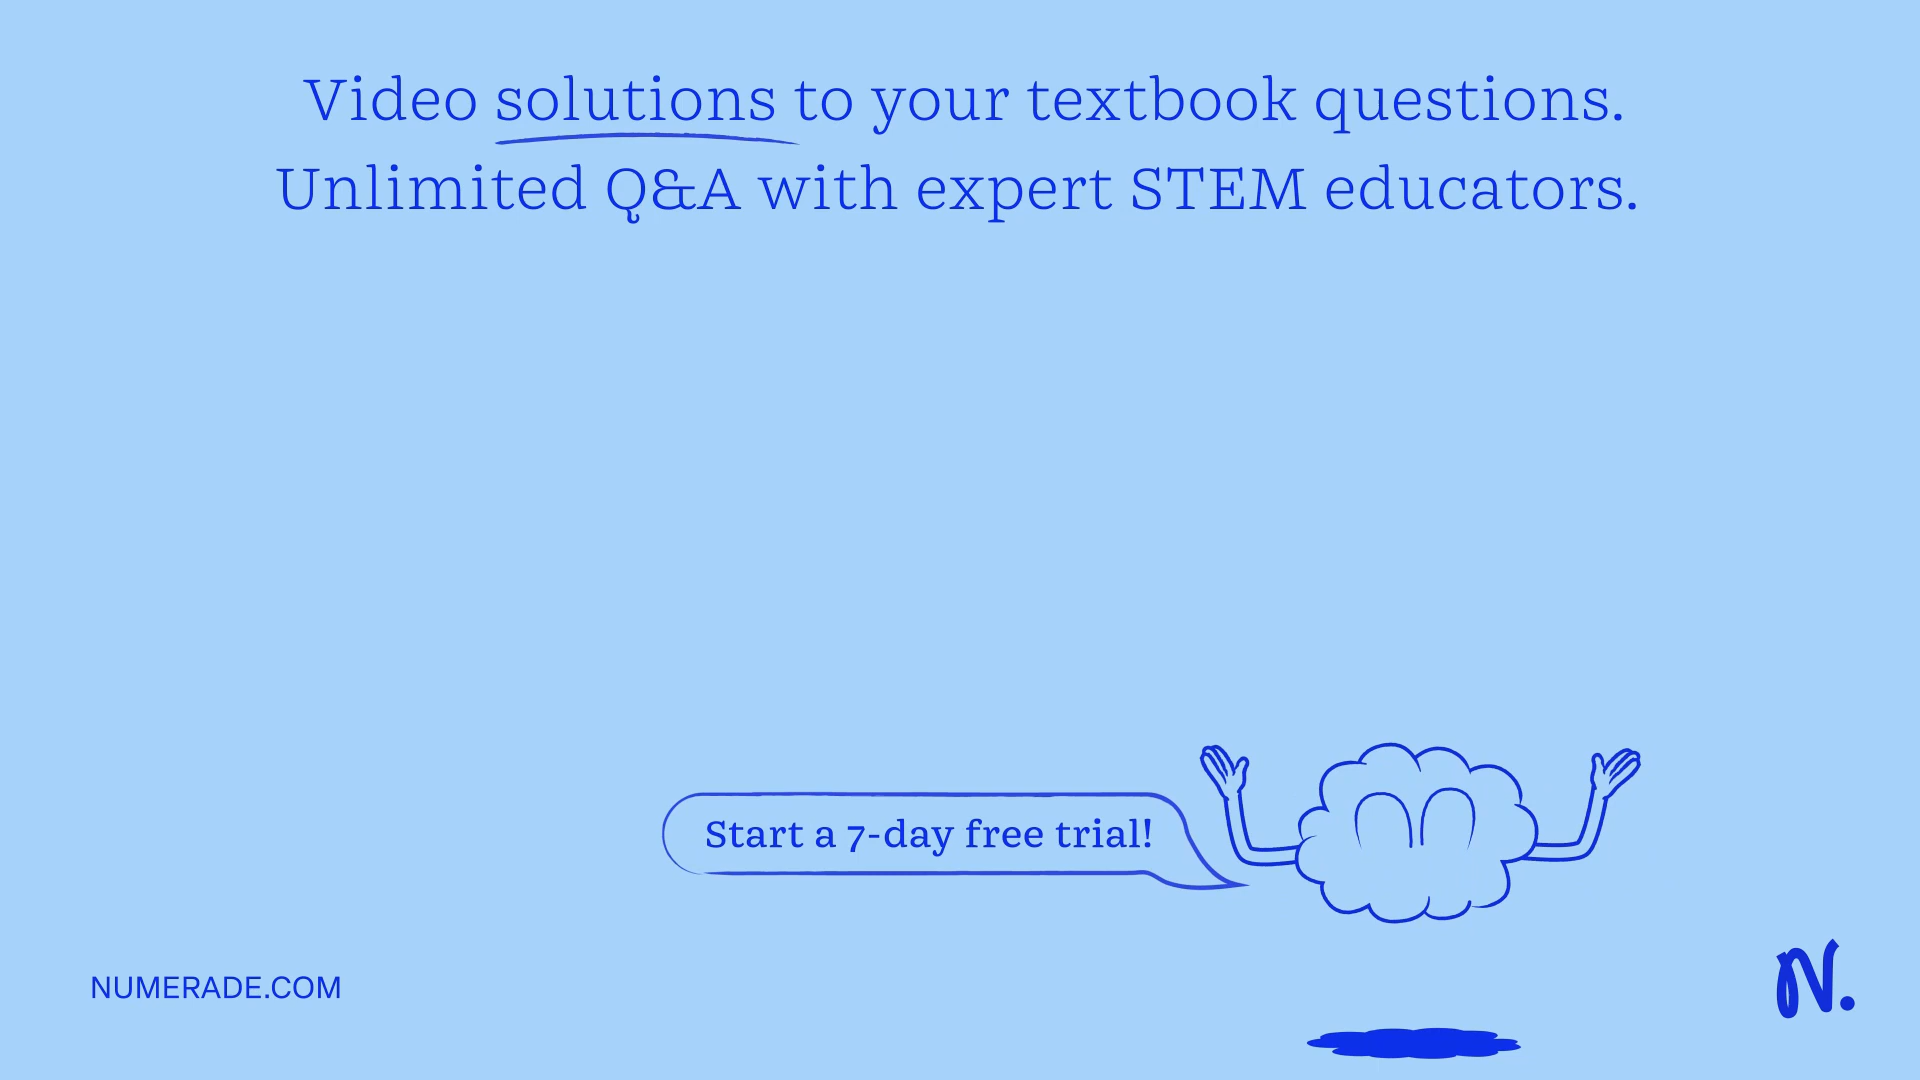 Video solutions to your textbook questions.
Unlimited Q&A with expert STEM educators.
Start a 7-day free trial!
NUMERADE.COM
N.